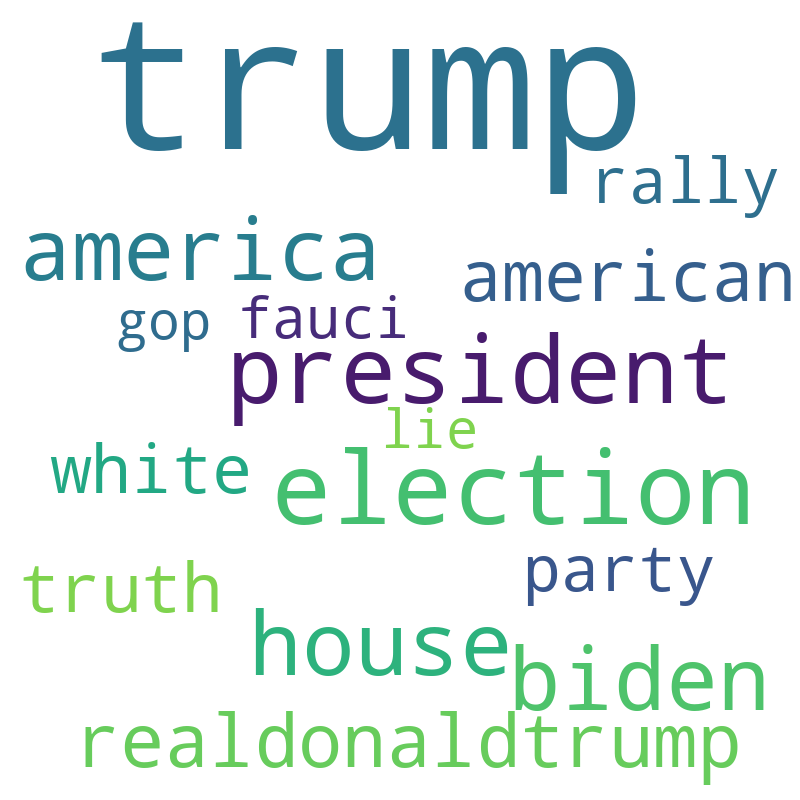 trump
rally
america
american
gop fauci
president
lie
white
election
party
truth
house
biden
realdonaldtrump